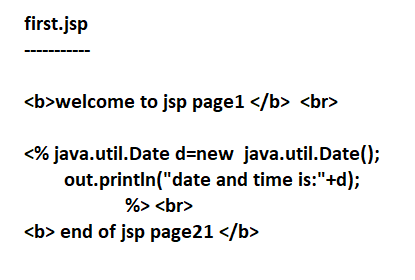 first.jsp
-----------
<b>welcome to jsp page1 </b>  <br>
<% java.util.Date d=new  java.util.Date();
out.println("date and time is:"+d);
%> <br>
<b> end of jsp page21 </b>